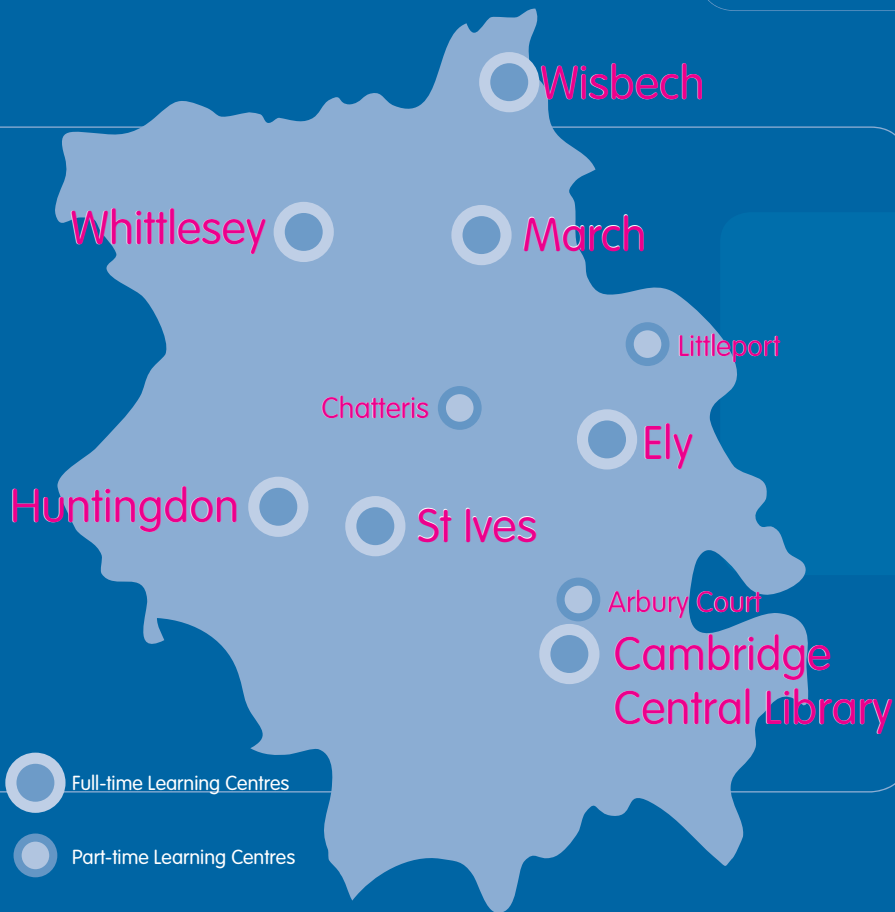 Wisbech
Whittlesey
March
Littleport
Chatteris
Ely
Huntingdon
St Ives
Arbury Court
Cambridge
Central Library
Full-time Learning Centres
Part-time Learning Centres